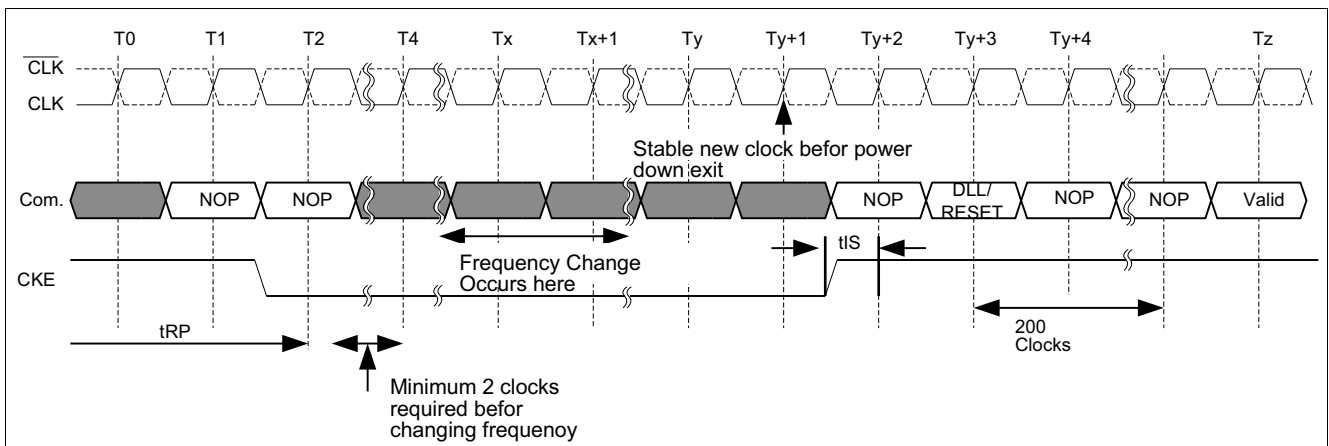 T0 T1 T2 T4 Tx Tx+1 Ty Ty+1 Ty+2 Ty+3 Ty+4 Tz
CLK
CLK
Stable new clock befor power
down exit
Com. NOP NOP NOP DLL/
RESET NOP NOP Valid
tIS
Frequency Change
Occurs here
CKE
tRP
200
Clocks
Minimum 2 clocks
required befor
changing frequenoy